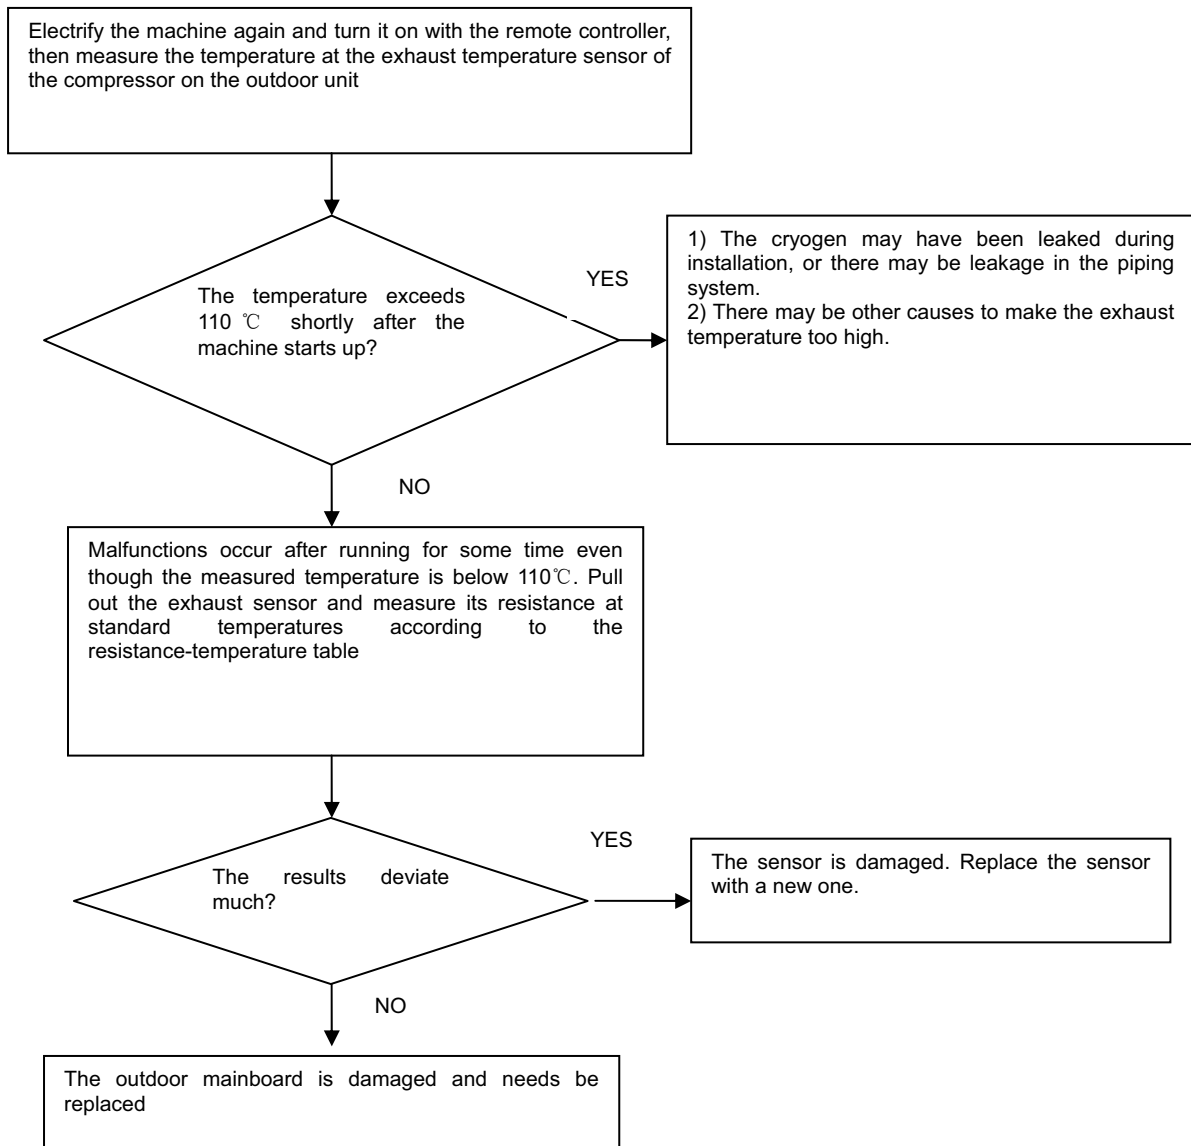 Electrify the machine again and turn it on with the remote controller,
then measure the temperature at the exhaust temperature sensor of
the compressor on the outdoor unit
The temperature exceeds
110 ℃ shortly after the
machine starts up?
YES
1) The cryogen may have been leaked during
installation, or there may be leakage in the piping
system.
2) There may be other causes to make the exhaust
temperature too high.
NO
Malfunctions occur after running for some time even
though the measured temperature is below 110℃. Pull
out the exhaust sensor and measure its resistance at
standard temperatures according to the
resistance-temperature table
The results deviate
much?
YES
The sensor is damaged. Replace the sensor
with a new one.
NO
The outdoor mainboard is damaged and needs be
replaced